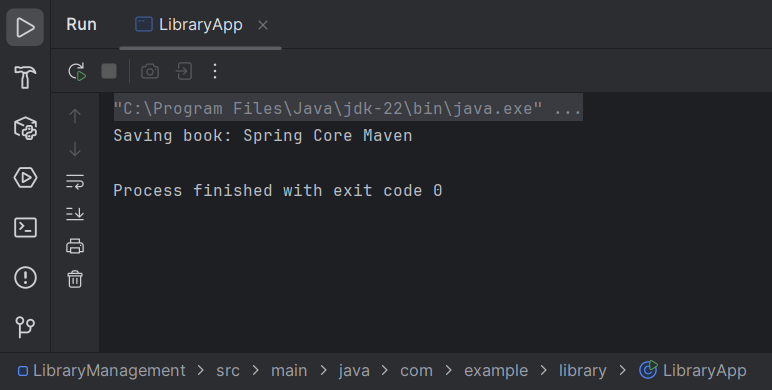 Run LibraryApp
"C:\Program Files\Java\jdk-22\bin\java.exe" ...
Saving book: Spring Core Maven
Process finished with exit code 0
LibraryManagement > src > main > java > com > example > library > LibraryApp